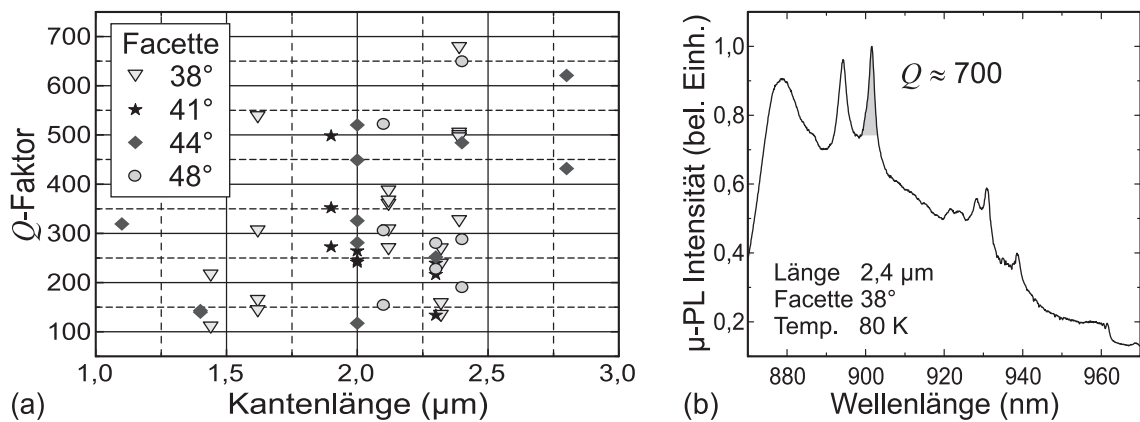 700
600
500
400
300
200
100
Q-Faktor
Facette
38°
41°
44°
48°
1,0
1,5
2,0
2,5
3,0
(a)
Kantenlänge (µm)
1,0
0,8
0,6
0,4
0,2
µ-PL Intensität (bel. Einh.)
Q ≈ 700
Länge 2,4 µm
Facette 38°
Temp. 80 K
880
900
920
940
960
(b)
Wellenlänge (nm)